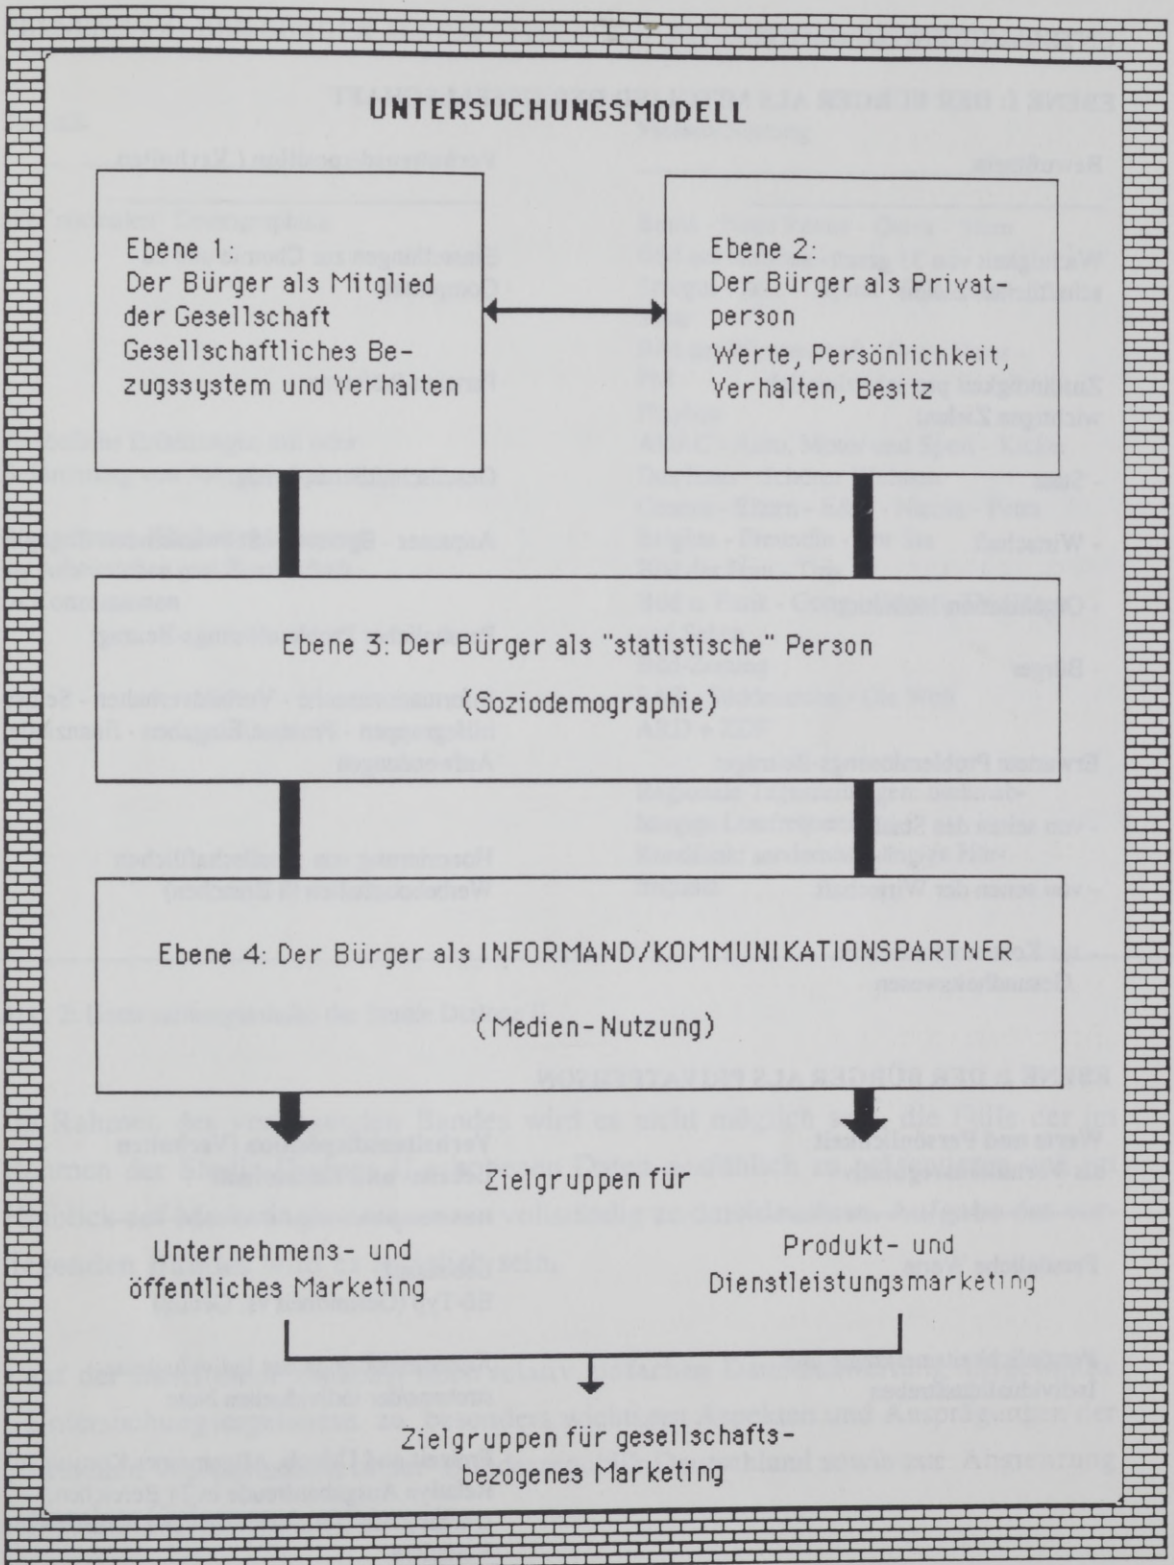 UNTERSUCHUNGSMODELL
Ebene 1:
Der Bürger als Mitglied
der Gesellschaft
Gesellschaftliches Be-
zugssystem und Verhalten
Ebene 2:
Der Bürger als Privat-
person
Werte, Persönlichkeit,
Verhalten, Besitz
Ebene 3: Der Bürger als "statistische" Person
(Soziodemographie)
Ebene 4: Der Bürger als INFORMAND/KOMMUNIKATIONSPARTNER
(Medien-Nutzung)
Zielgruppen für
Unternehmens- und
öffentliches Marketing
Produkt- und
Dienstleistungsmarketing
Zielgruppen für gesellschafts-
bezogenes Marketing